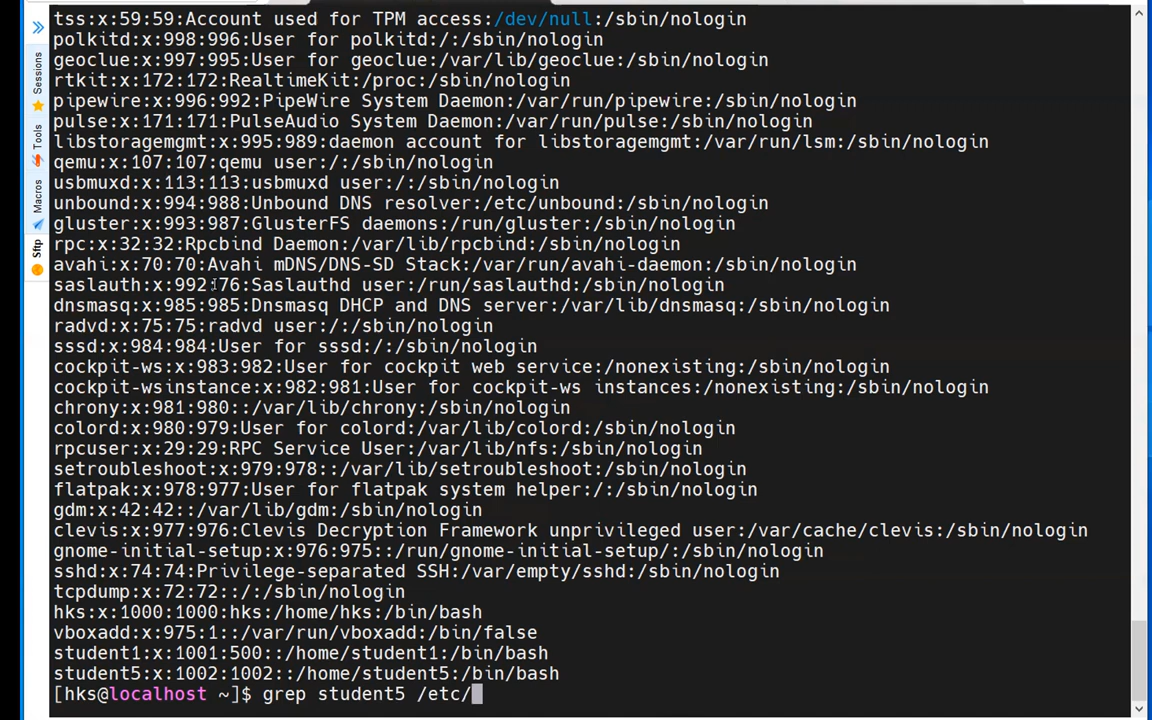 tss:x:59:59:Account used for TPM access:/dev/null:/sbin/nologin
polkitd:x:998:996:User for polkitd:/:/sbin/nologin
geoclue:x:997:995:User for geoclue:/var/lib/geoclue:/sbin/nologin
rtkit:x:172:172:RealtimeKit:/proc:/sbin/nologin
pipewire:x:996:992:PipeWire System Daemon:/var/run/pipewire:/sbin/nologin
pulse:x:171:171:PulseAudio System Daemon:/var/run/pulse:/sbin/nologin
libstoragemgmt:x:995:989:daemon account for libstoragemgmt:/var/run/lsm:/sbin/nologin
qemu:x:107:107:qemu user:/:/sbin/nologin
usbmuxd:x:113:113:usbmuxd user:/:/sbin/nologin
unbound:x:994:988:Unbound DNS resolver:/etc/unbound:/sbin/nologin
gluster:x:993:987:GlusterFS daemons:/run/gluster:/sbin/nologin
rpc:x:32:32:Rpcbind Daemon:/var/lib/rpcbind:/sbin/nologin
avahi:x:70:70:Avahi mDNS/DNS-SD Stack:/var/run/avahi-daemon:/sbin/nologin
saslauth:x:992:76:Saslauthd user:/run/saslauthd:/sbin/nologin
dnsmasq:x:985:985:Dnsmasq DHCP and DNS server:/var/lib/dnsmasq:/sbin/nologin
radvd:x:75:75:radvd user:/:/sbin/nologin
sssd:x:984:984:User for sssd:/:/sbin/nologin
cockpit-ws:x:983:982:User for cockpit web service:/nonexisting:/sbin/nologin
cockpit-wsinstance:x:982:981:User for cockpit-ws instances:/nonexisting:/sbin/nologin
chrony:x:981:980::/var/lib/chrony:/sbin/nologin
colord:x:980:979:User for colord:/var/lib/colord:/sbin/nologin
rpcuser:x:29:29:RPC Service User:/var/lib/nfs:/sbin/nologin
setroubleshoot:x:979:978::/var/lib/setroubleshoot:/sbin/nologin
flatpak:x:978:977:User for flatpak system helper:/:/sbin/nologin
gdm:x:42:42::/var/lib/gdm:/sbin/nologin
clevis:x:977:976:Clevis Decryption Framework unprivileged user:/var/cache/clevis:/sbin/nologin
gnome-initial-setup:x:976:975::/run/gnome-initial-setup/:/sbin/nologin
sshd:x:74:74:Privilege-separated SSH:/var/empty/sshd:/sbin/nologin
tcpdump:x:72:72::/:/sbin/nologin
hks:x:1000:1000:hks:/home/hks:/bin/bash
vboxadd:x:975:1::/var/run/vboxadd:/bin/false
student1:x:1001:500::/home/student1:/bin/bash
student5:x:1002:1002::/home/student5:/bin/bash
[hks@localhost ~]$ grep student5 /etc/
Sessions
Tools
Macros
Sftp